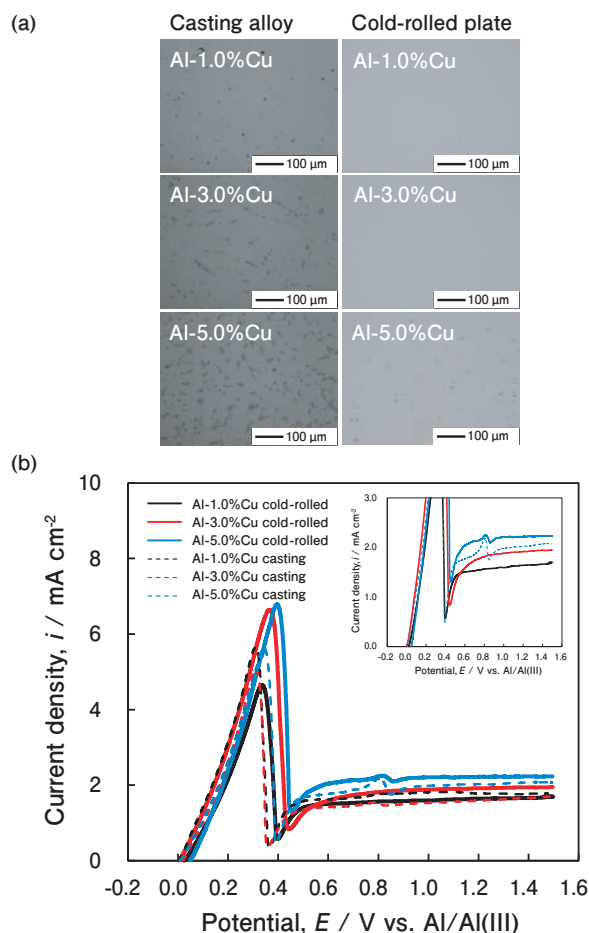 (a)
Casting alloy Cold-rolled plate
Al-1.0%Cu Al-1.0%Cu
100 µm 100 µm
Al-3.0%Cu Al-3.0%Cu
100 µm 100 µm
Al-5.0%Cu Al-5.0%Cu
100 µm 100 µm
(b)
Current density, i / mA cm-2
10
8
6
4
2
0
-0.2 0.0 0.2 0.4 0.6 0.8 1.0 1.2 1.4 1.6
Potential, E / V vs. Al/Al(III)
Al-1.0%Cu cold-rolled
Al-3.0%Cu cold-rolled
Al-5.0%Cu cold-rolled
Al-1.0%Cu casting
Al-3.0%Cu casting
Al-5.0%Cu casting
Current density, i / mA cm-2
3.0
2.0
1.0
0.0
-0.2 0.0 0.2 0.4 0.6 0.8 1.0 1.2 1.4 1.6
Potential, E / V vs. Al/Al(III)